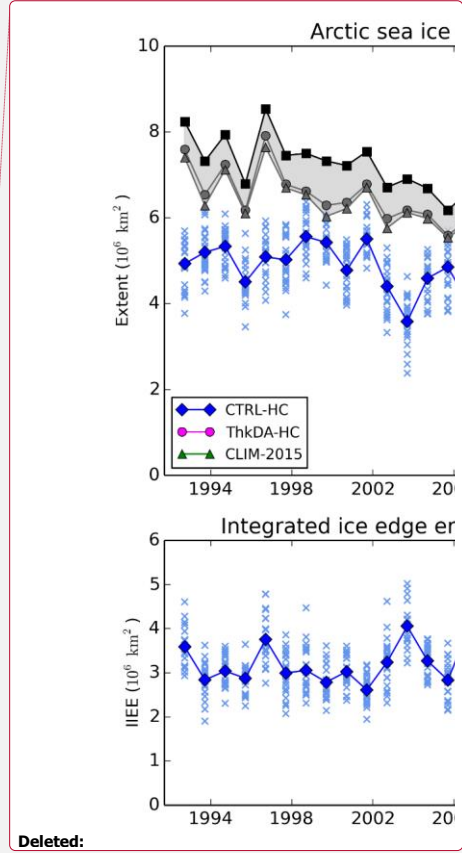 Arctic sea ice
10
8
6
4
2
0
Extent (10⁶ km²)
CTRL-HC
ThkDA-HC
CLIM-2015
1994 1998 2002 20
Integrated ice edge er
6
5
4
3
2
1
0
IIEE (10⁶ km²)
1994 1998 2002 20
Deleted: